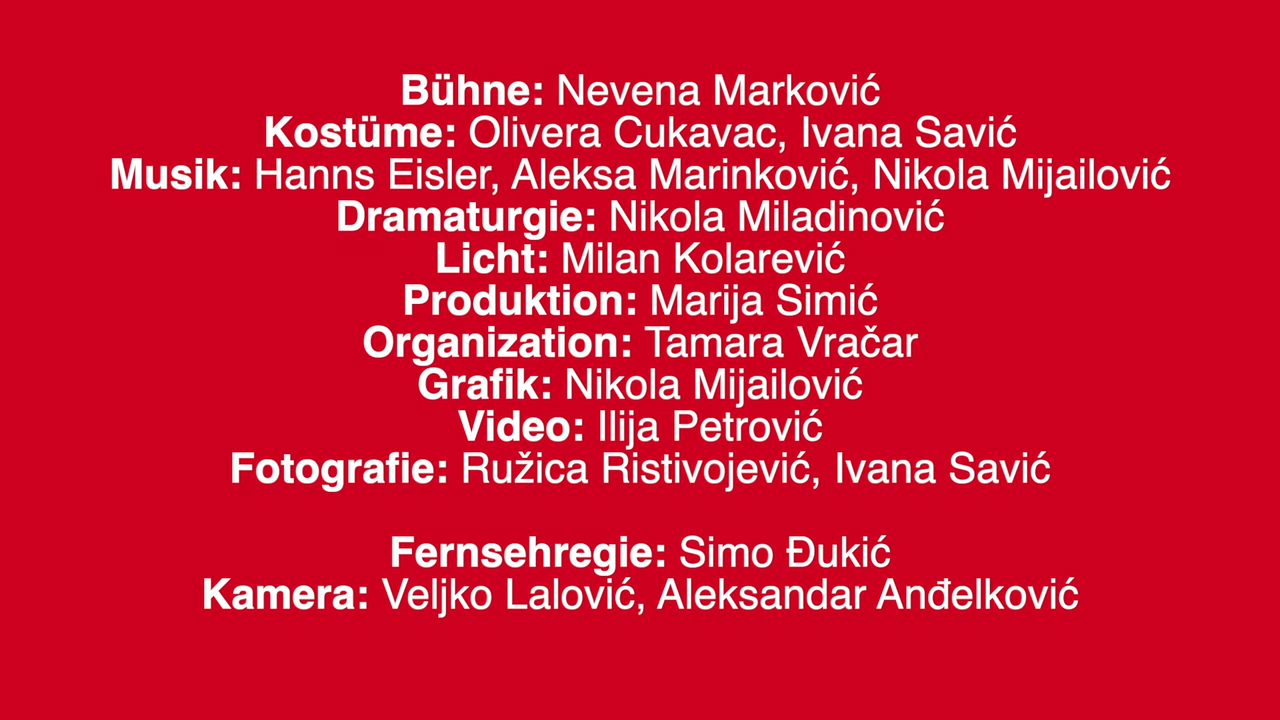 Bühne: Nevena Marković
Kostüme: Olivera Cukavac, Ivana Savić
Musik: Hanns Eisler, Aleksa Marinković, Nikola Mijailović
Dramaturgie: Nikola Miladinović
Licht: Milan Kolarević
Produktion: Marija Simić
Organization: Tamara Vračar
Grafik: Nikola Mijailović
Video: Ilija Petrović
Fotografie: Ružica Ristivojević, Ivana Savić
Fernsehregie: Simo Đukić
Kamera: Veljko Lalović, Aleksandar Anđelković